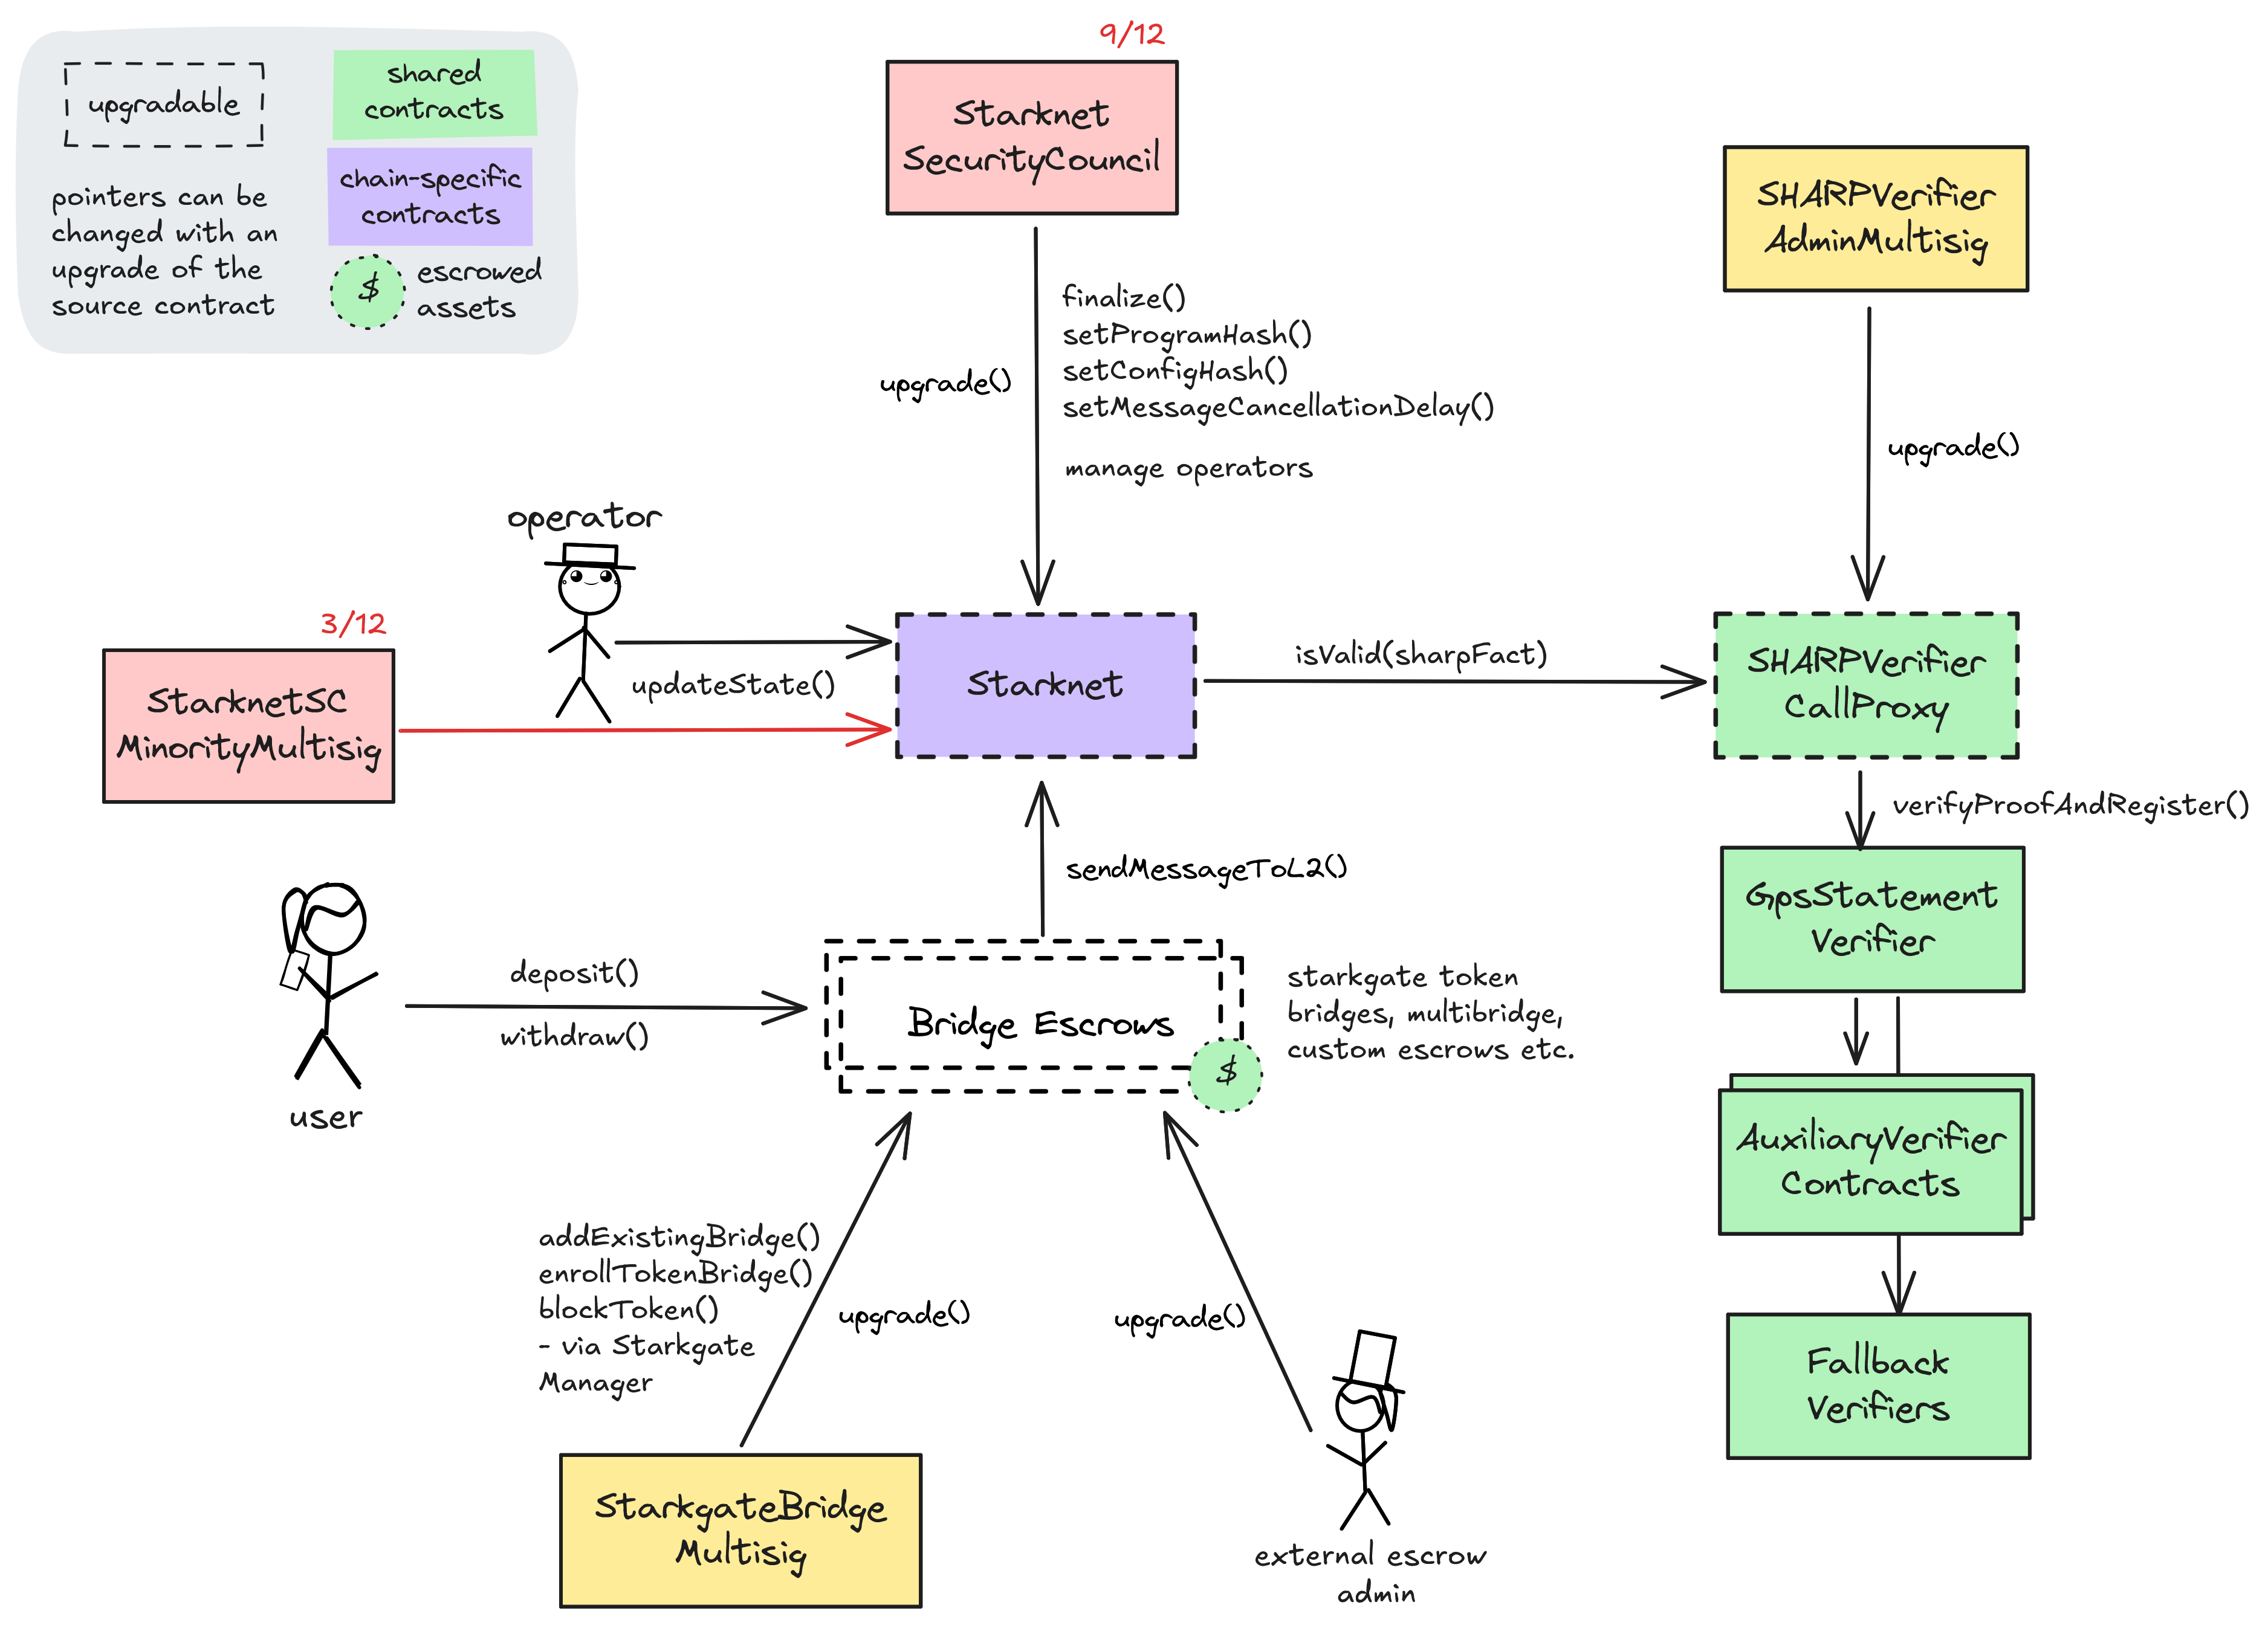 upgradable
pointers can be
changed with an
upgrade of the
source contract
shared
contracts
chain-specific
contracts
$
escrowed
assets
9/12
Starknet
SecurityCouncil
upgrade()
finalize()
setProgramHash()
setConfigHash()
setMessageCancellationDelay()
manage operators
SHARPVerifier
AdminMultisig
upgrade()
operator
updateState()
3/12
StarknetSC
MinorityMultisig
Starknet
isValid(sharpFact)
SHARPVerifier
CallProxy
verifyProofAndRegister()
sendMessageToL2()
GpsStatement
Verifier
user
deposit()
withdraw()
Bridge Escrows
$
starkgate token
bridges, multibridge,
custom escrows etc.
AuxiliaryVerifier
Contracts
addExistingBridge()
enrollTokenBridge()
blockToken()
- via Starkgate
Manager
upgrade()
upgrade()
Fallback
Verifiers
StarkgateBridge
Multisig
external escrow
admin